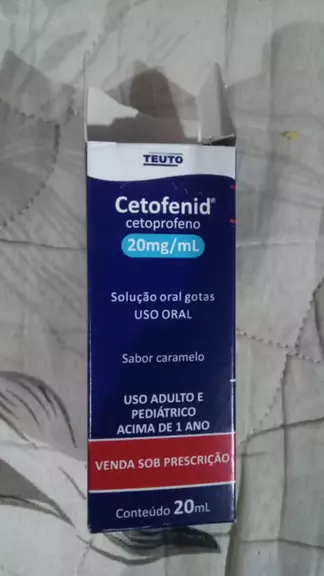 TEUTO
Cetofenid®
cetoprofeno
20mg/mL
Solução oral gotas
USO ORAL
Sabor caramelo
USO ADULTO E
PEDIÁTRICO
ACIMA DE 1 ANO
VENDA SOB PRESCRIÇÃO
Conteúdo 20mL